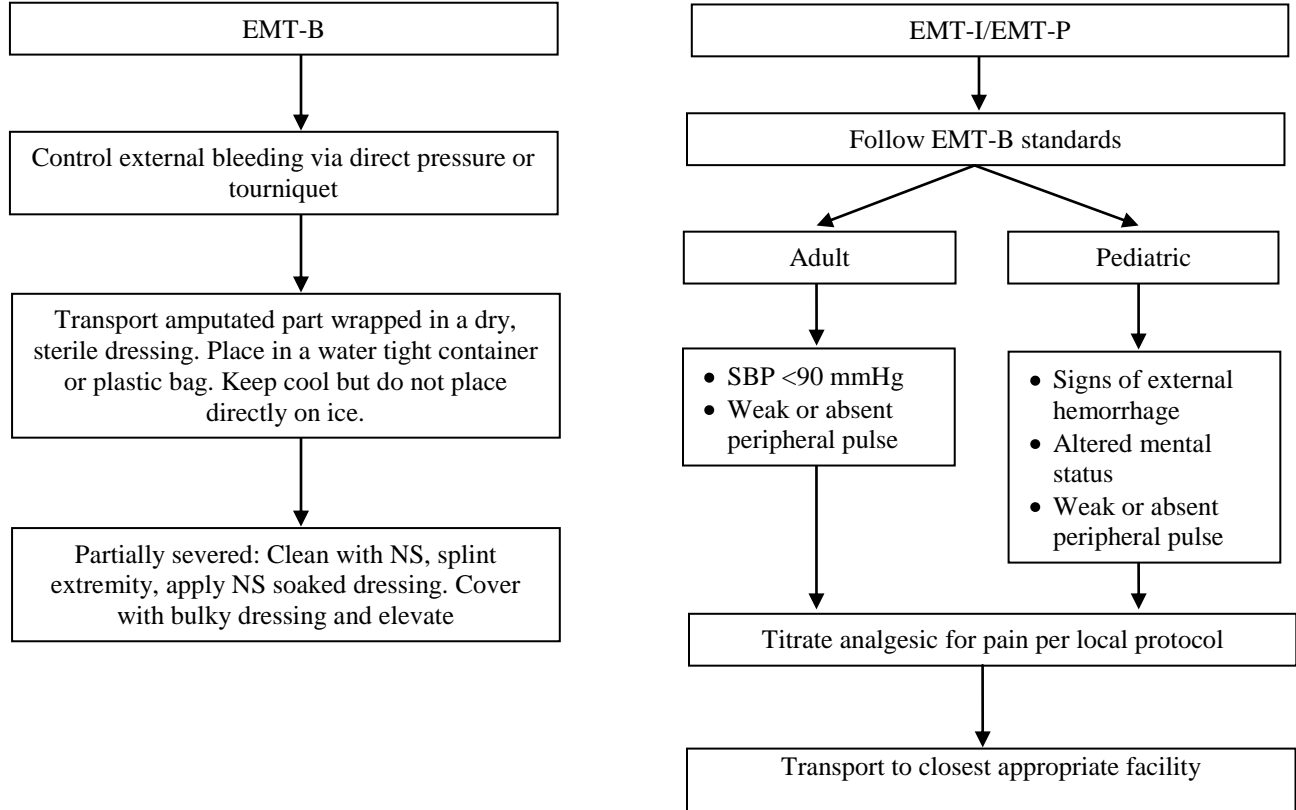 EMT-B
Control external bleeding via direct pressure or
tourniquet
Transport amputated part wrapped in a dry,
sterile dressing. Place in a water tight container
or plastic bag. Keep cool but do not place
directly on ice.
Partially severed: Clean with NS, splint
extremity, apply NS soaked dressing. Cover
with bulky dressing and elevate
EMT-I/EMT-P
Follow EMT-B standards
Adult
• SBP <90 mmHg
• Weak or absent
peripheral pulse
Pediatric
• Signs of external
hemorrhage
• Altered mental
status
• Weak or absent
peripheral pulse
Titrate analgesic for pain per local protocol
Transport to closest appropriate facility